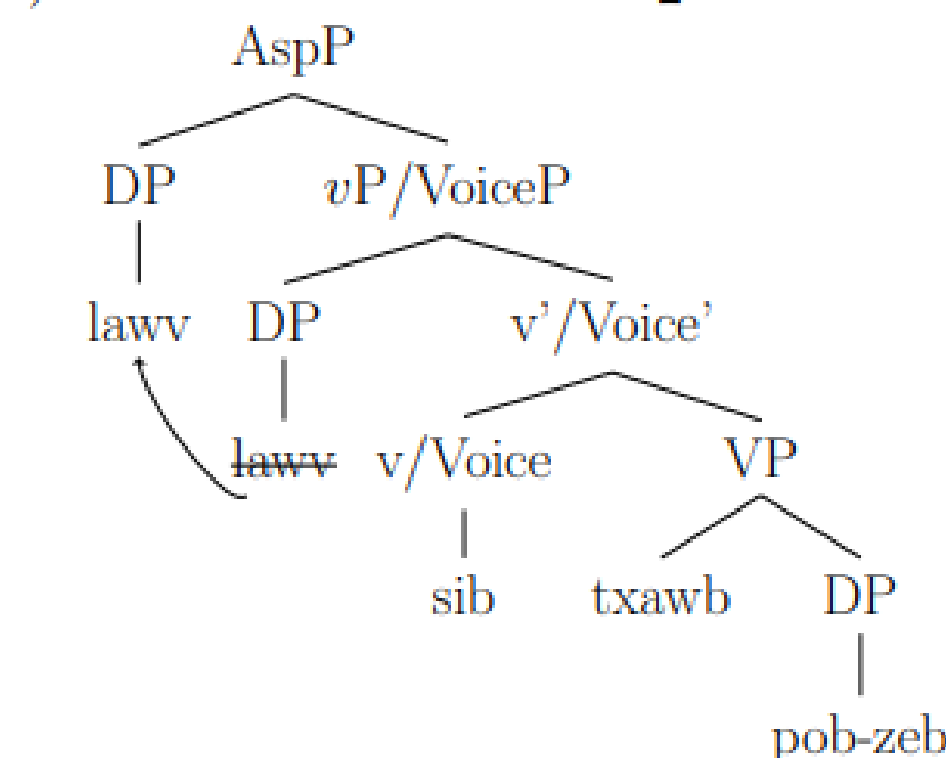 AspP
DP vP/VoiceP
lawv DP v’/Voice’
lawv v/Voice VP
sib txawb DP
pob-zeb